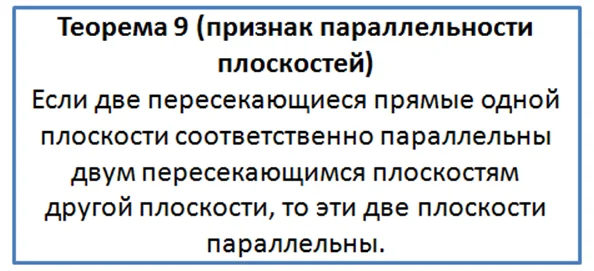 Теорема 9 (признак параллельности
плоскостей)
Если две пересекающиеся прямые одной
плоскости соответственно параллельны
двум пересекающимся плоскостям
другой плоскости, то эти две плоскости
параллельны.